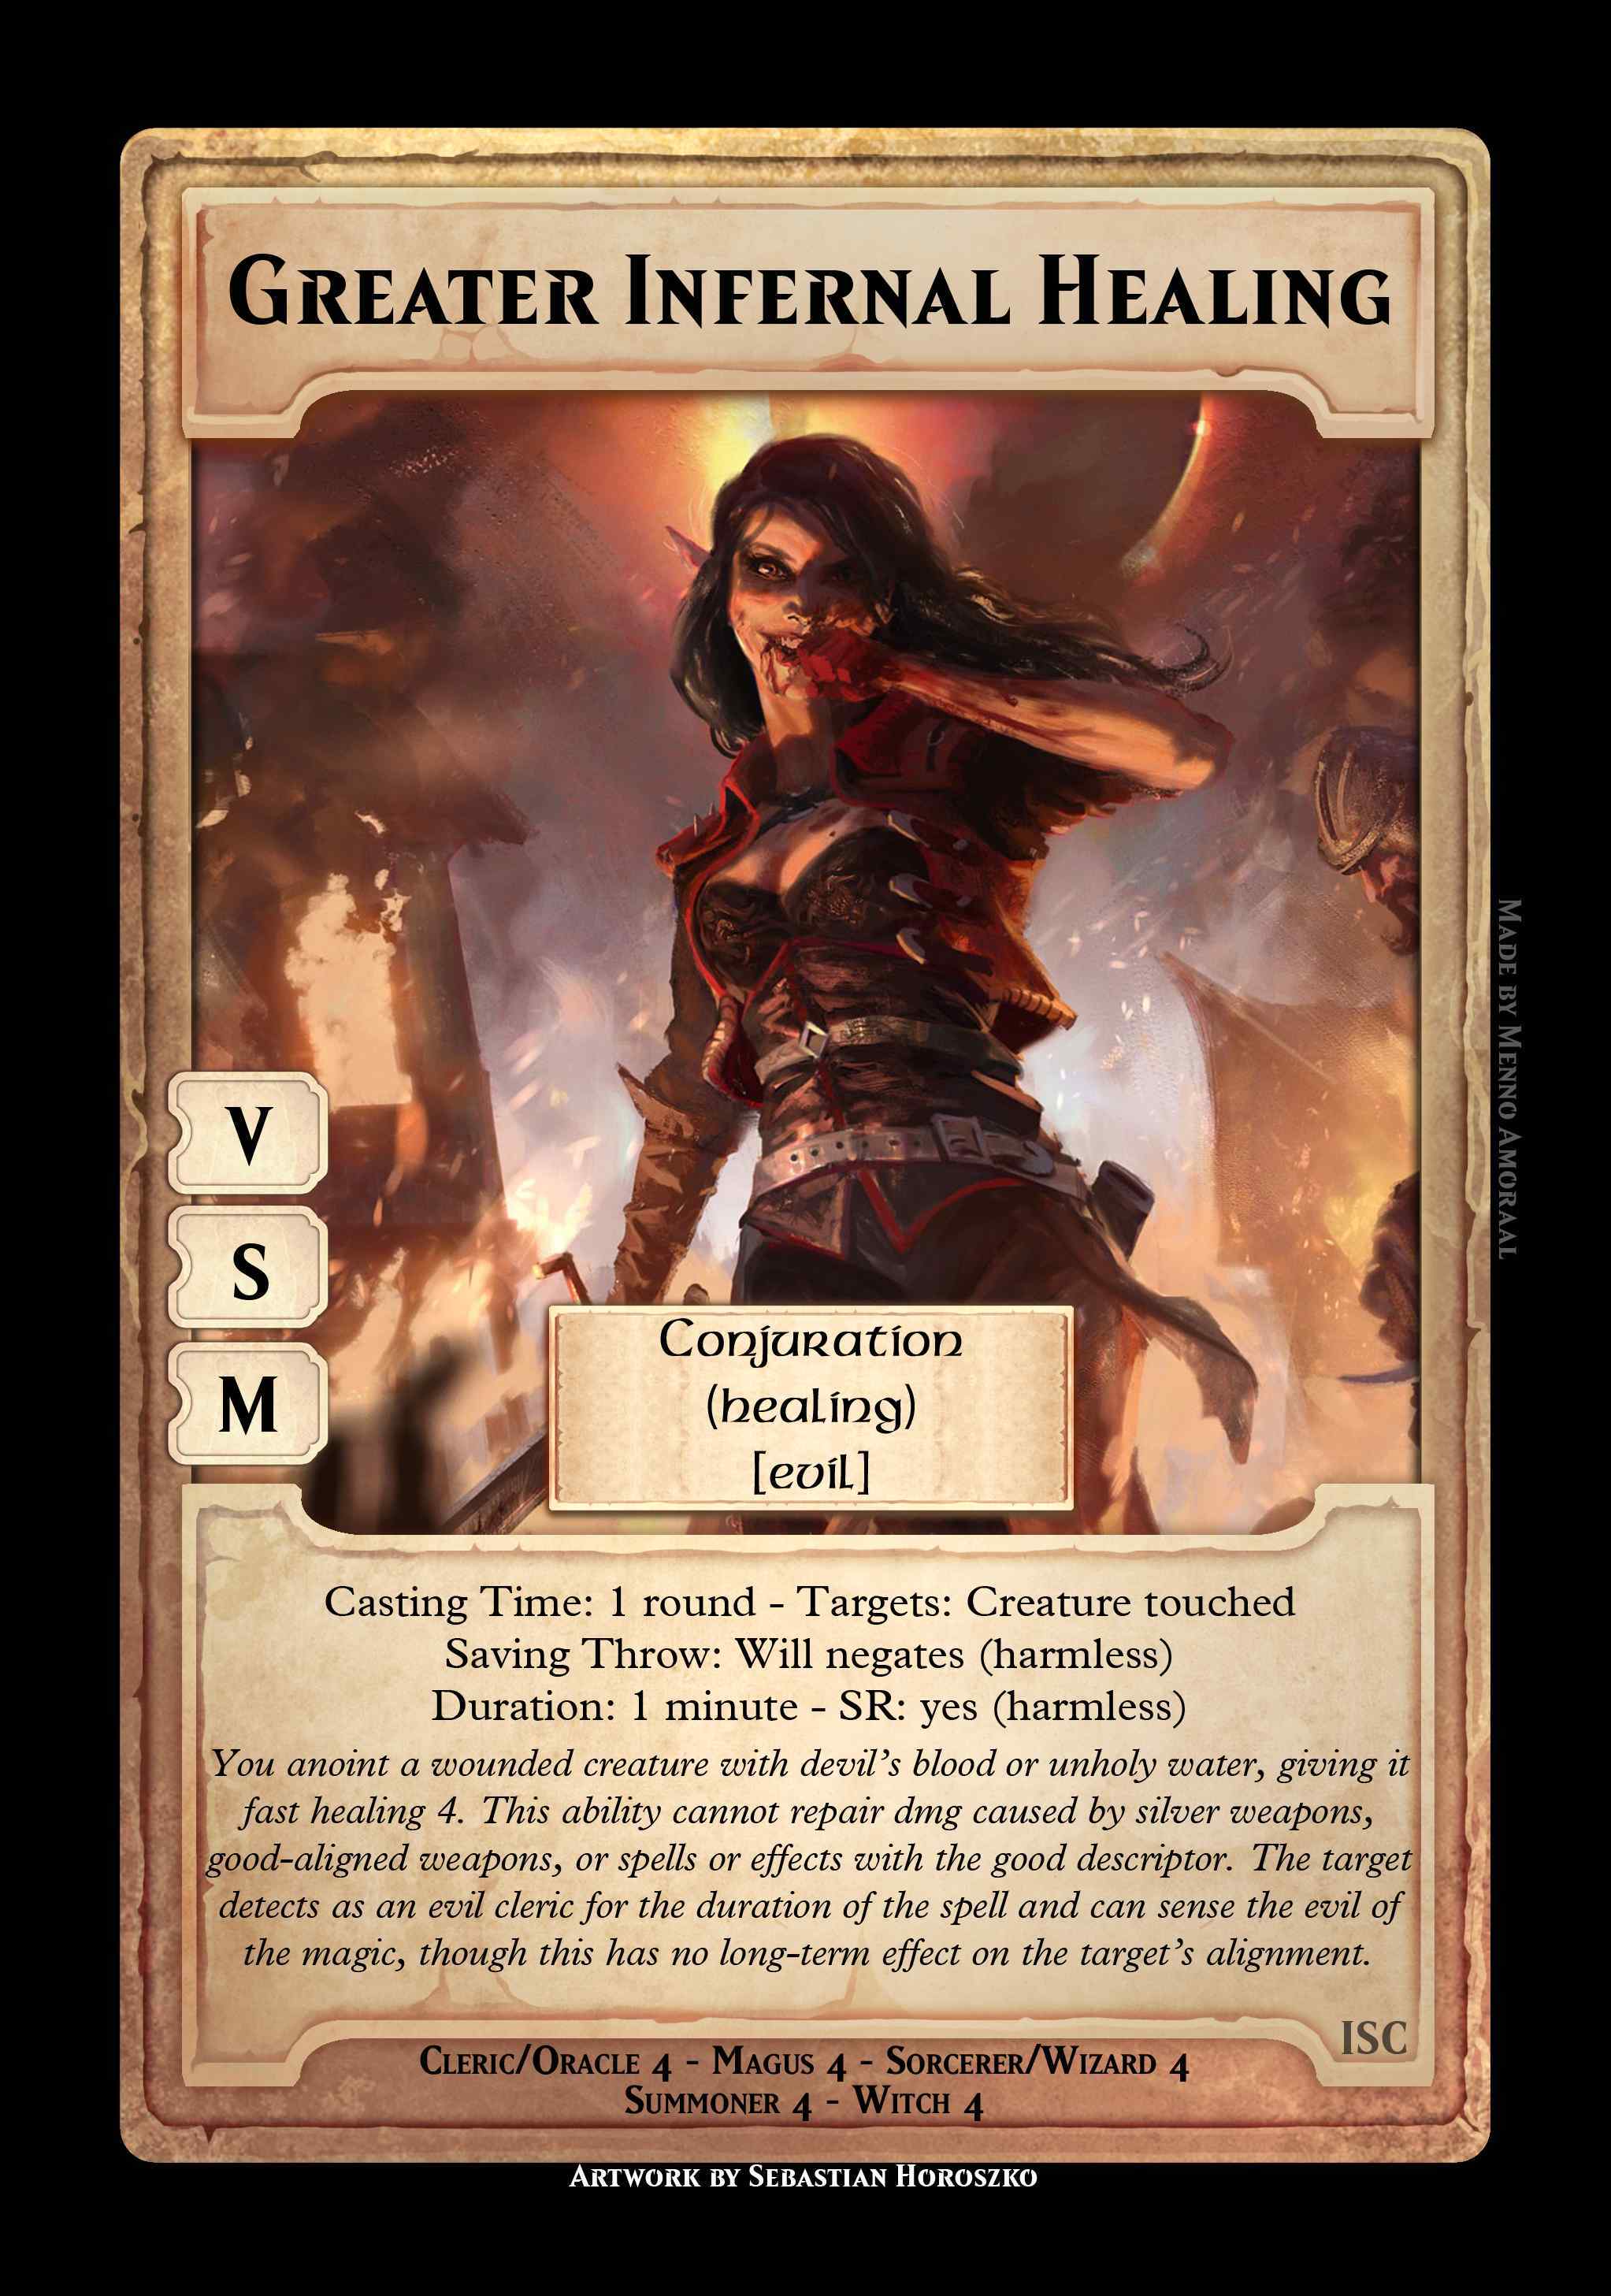 Greater Infernal Healing
V
S
M
Conjuration
(healing)
[evil]
Casting Time: 1 round - Targets: Creature touched
Saving Throw: Will negates (harmless)
Duration: 1 minute - SR: yes (harmless)
You anoint a wounded creature with devil’s blood or unholy water, giving it
fast healing 4. This ability cannot repair dmg caused by silver weapons,
good-aligned weapons, or spells or effects with the good descriptor. The target
detects as an evil cleric for the duration of the spell and can sense the evil of
the magic, though this has no long-term effect on the target’s alignment.
ISC
Cleric/Oracle 4 - Magus 4 - Sorcerer/Wizard 4
Summoner 4 - Witch 4
Artwork by Sebastian Horoszko
Made by Menno Amoraal